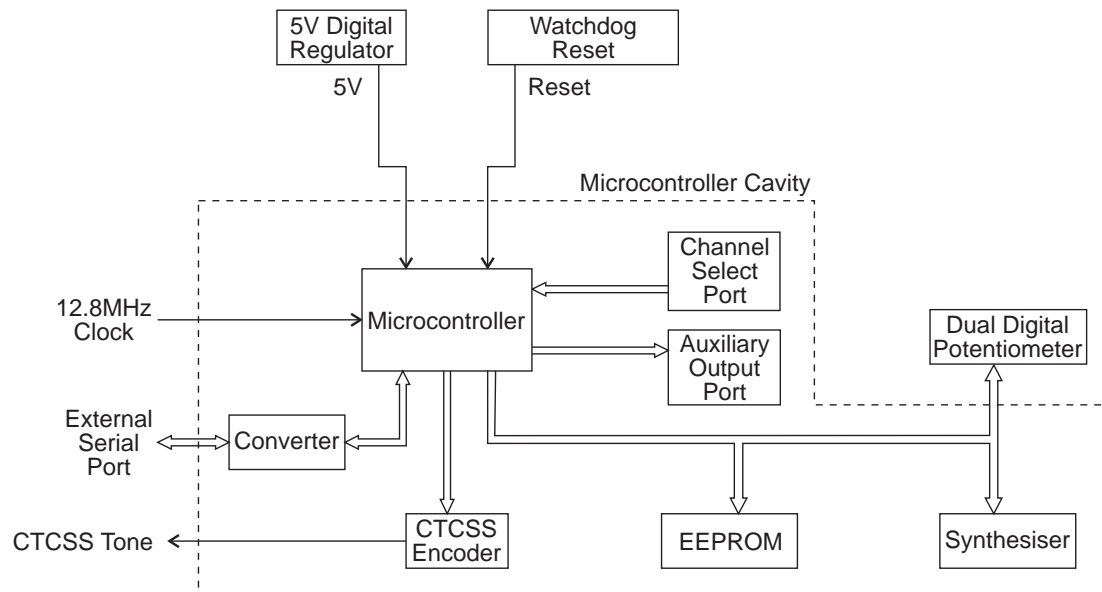 5V Digital
Regulator
Watchdog
Reset
5V
Reset
Microcontroller Cavity
Channel
Select
Port
12.8MHz
Clock
Microcontroller
Auxiliary
Output
Port
Dual Digital
Potentiometer
External
Serial
Port
Converter
CTCSS Tone
CTCSS
Encoder
EEPROM
Synthesiser